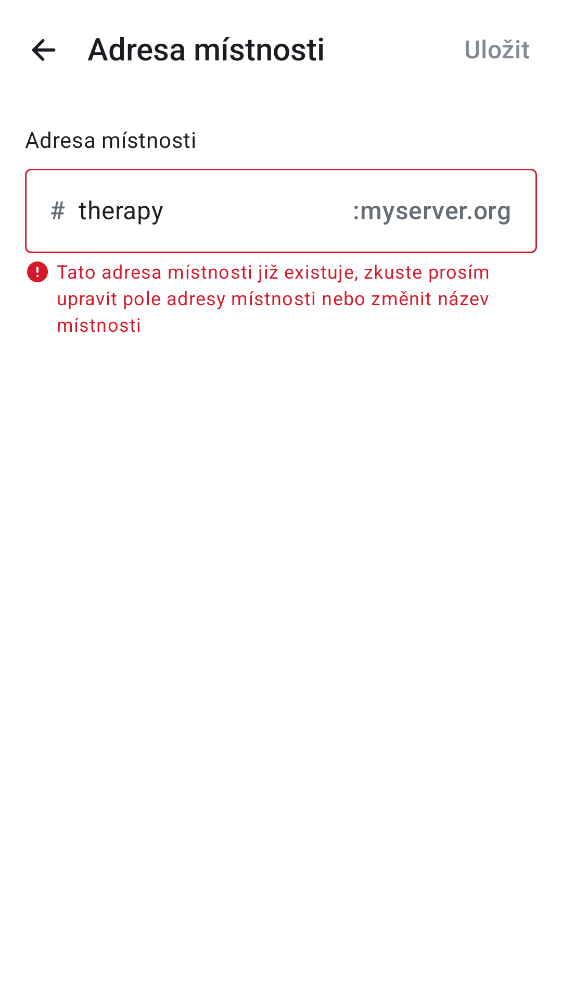 Adresa místnosti
Uložit
Adresa místnosti
# therapy :myserver.org
Tato adresa místnosti již existuje, zkuste prosím
upravit pole adresy místnosti nebo změnit název
místnosti